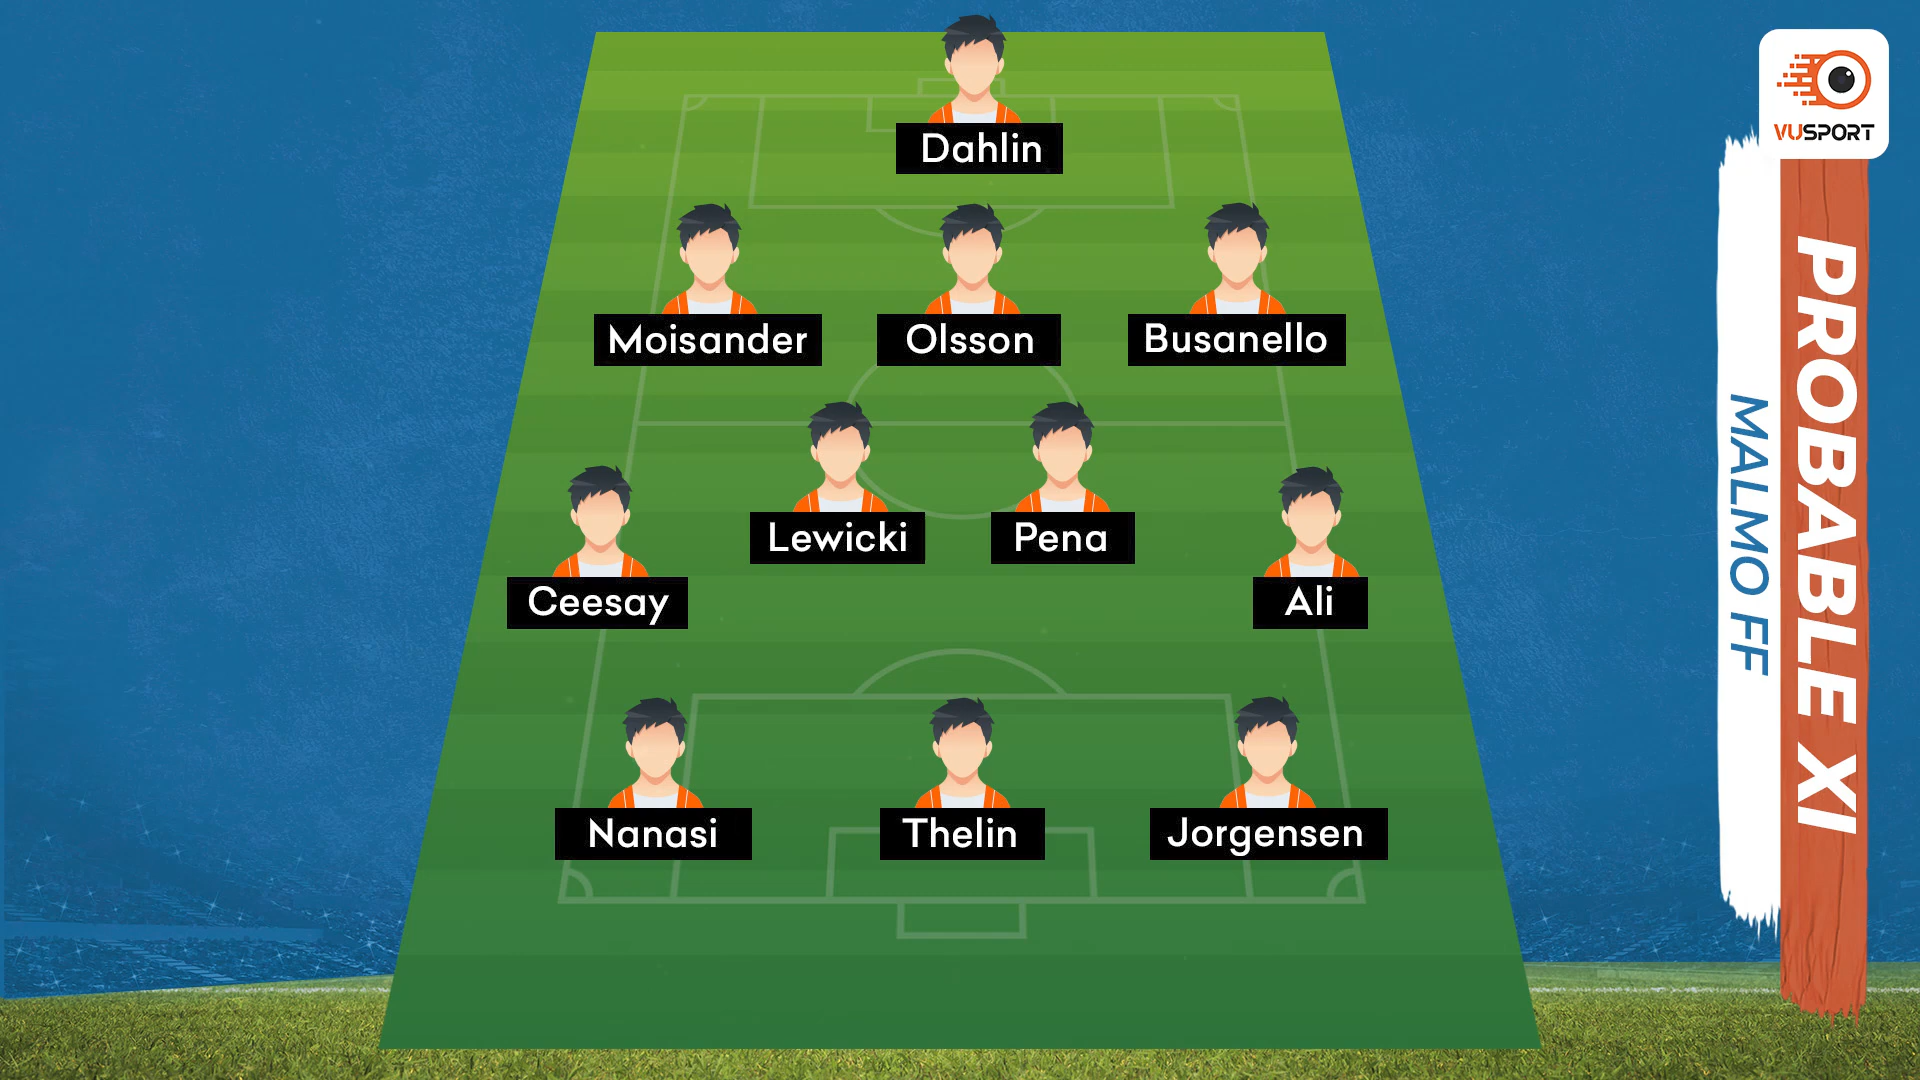 Dahlin
Moisander
Olsson
Busanello
Lewicki
Pena
Ceesay
Ali
Nanasi
Thelin
Jorgensen
VUSPORT
PROBABLE XI
MALMO FF